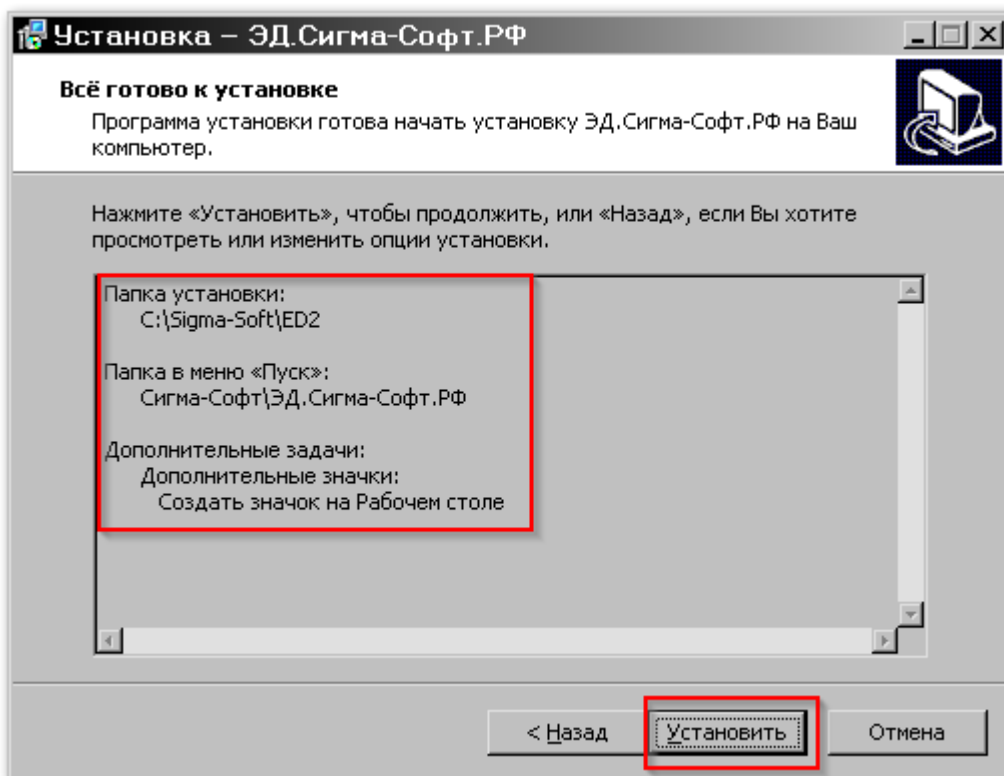 Установка – ЭД.Сигма-Софт.РФ
Всё готово к установке
Программа установки готова начать установку ЭД.Сигма-Софт.РФ на Ваш
компьютер.
Нажмите «Установить», чтобы продолжить, или «Назад», если Вы хотите
просмотреть или изменить опции установки.
Папка установки:
C:\Sigma-Soft\ED2
Папка в меню «Пуск»:
Сигма-Софт\ЭД.Сигма-Софт.РФ
Дополнительные задачи:
Дополнительные значки:
Создать значок на Рабочем столе
< Назад
Установить
Отмена